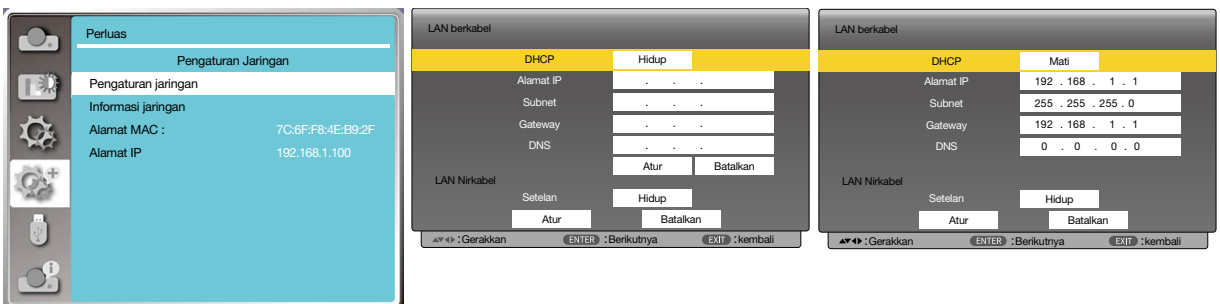 Perluas
Pengaturan Jaringan
Pengaturan jaringan
Informasi jaringan
Alamat MAC : 7C:6F:F8:4E:B9:2F
Alamat IP 192.168.1.100
LAN berkabel
DHCP Hidup
Alamat IP . . .
Subnet . . .
Gateway . . .
DNS . . .
Atur Batalkan
LAN Nirkabel
Setelan Hidup
Atur Batalkan
:Gerakkan ENTER :Berikutnya EXIT :kembali
LAN berkabel
DHCP Mati
Alamat IP 192 . 168 . 1 . 1
Subnet 255 . 255 . 255 . 0
Gateway 192 . 168 . 1 . 1
DNS 0 . 0 . 0 . 0
LAN Nirkabel
Setelan Hidup
Atur Batalkan
:Gerakkan ENTER :Berikutnya EXIT :kembali